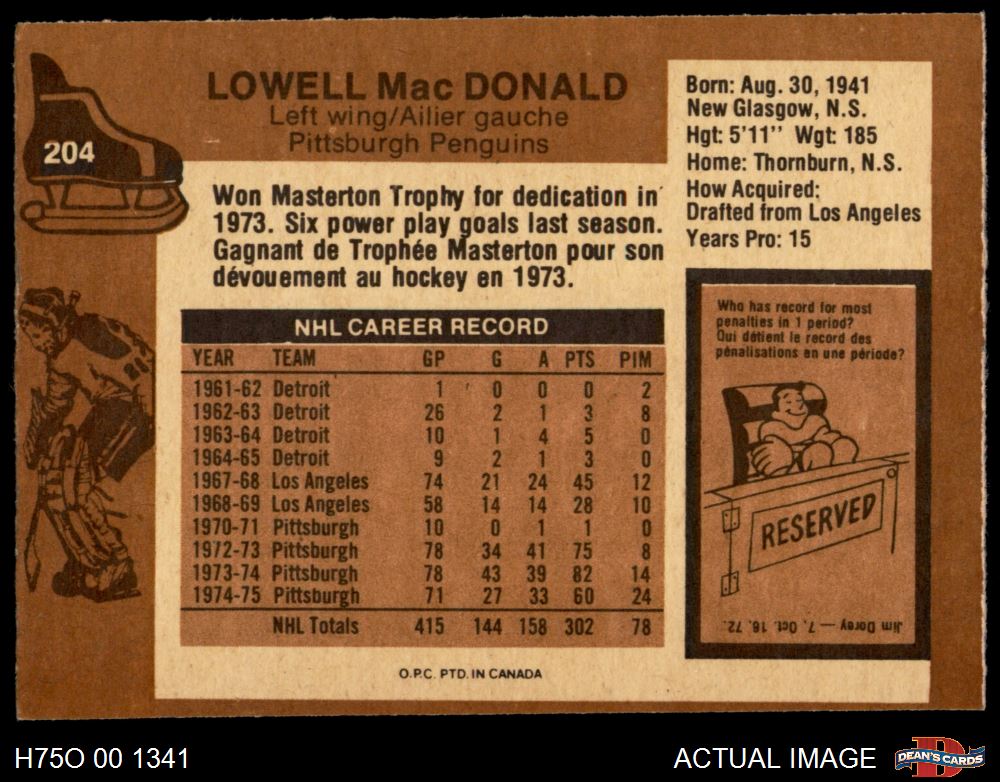 204
LOWELL Mac DONALD
Left wing/Ailier gauche
Pittsburgh Penguins
Won Masterton Trophy for dedication in
1973. Six power play goals last season.
Gagnant de Trophée Masterton pour son
dévouement au hockey en 1973.
NHL CAREER RECORD
YEAR TEAM GP G A PTS PIM
1961-62 Detroit 1 0 0 0 2
1962-63 Detroit 26 2 1 3 8
1963-64 Detroit 10 1 4 5 0
1964-65 Detroit 9 2 1 3 0
1967-68 Los Angeles 74 21 24 45 12
1968-69 Los Angeles 58 14 14 28 10
1970-71 Pittsburgh 10 0 1 1 0
1972-73 Pittsburgh 78 34 41 75 8
1973-74 Pittsburgh 78 43 39 82 14
1974-75 Pittsburgh 71 27 33 60 24
NHL Totals 415 144 158 302 78
O.P.C. PTD. IN CANADA
Born: Aug. 30, 1941
New Glasgow, N.S.
Hgt: 5'11" Wgt: 185
Home: Thornburn, N.S.
How Acquired:
Drafted from Los Angeles
Years Pro: 15
Who has record for most
penalties in 1 period?
Qui détient le record des
pénalisations en une période?
RESERVED
Jim Dorey — 7, Oct. 16, '72.
H75O 00 1341
ACTUAL IMAGE
D
DEAN'S CARDS